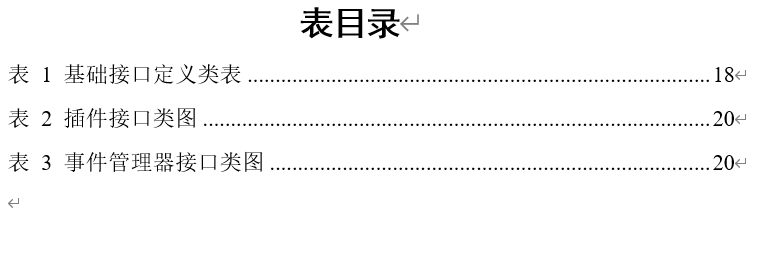 表目录
表 1 基础接口定义类表..................................................................................18
表 2 插件接口类图..........................................................................................20
表 3 事件管理器接口类图..............................................................................20